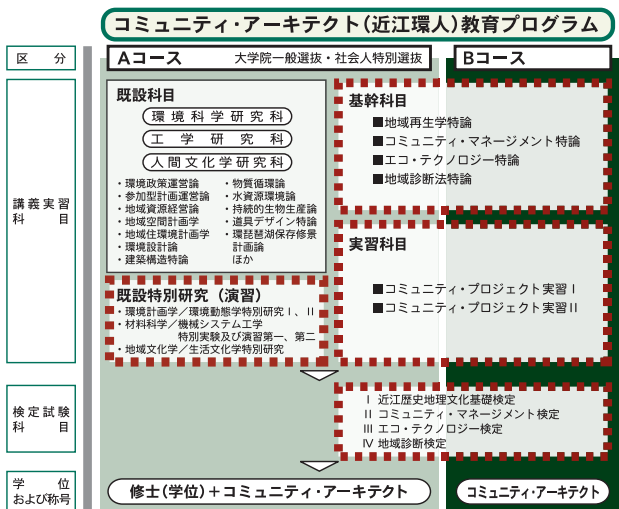 コミュニティ・アーキテクト(近江環人)教育プログラム
区 分
Aコース 大学院一般選抜・社会人特別選抜
Bコース
講義実習
科 目
既設科目
環境科学研究科
工学研究科
人間文化学研究科
・環境政策運営論
・参加型計画運営論
・地域資源経営論
・地域空間計画学
・地域住環境計画学
・環境設計論
・建築構造特論
・物質循環論
・水資源環境論
・持続的生物生産論
・道具デザイン特論
・環琵琶湖保存修景
計画論
ほか
既設特別研究(演習)
・環境計画学/環境動態学特別研究Ⅰ、Ⅱ
・材料科学/機械システム工学
特別実験及び演習第一、第二
・地域文化学/生活文化学特別研究
基幹科目
■地域再生学特論
■コミュニティ・マネージメント特論
■エコ・テクノロジー特論
■地域診断法特論
実習科目
■コミュニティ・プロジェクト実習Ⅰ
■コミュニティ・プロジェクト実習Ⅱ
検定試験
科 目
Ⅰ 近江歴史地理文化基礎検定
Ⅱ コミュニティ・マネージメント検定
Ⅲ エコ・テクノロジー検定
Ⅳ 地域診断検定
学 位
および称号
修士(学位)+コミュニティ・アーキテクト
コミュニティ・アーキテクト